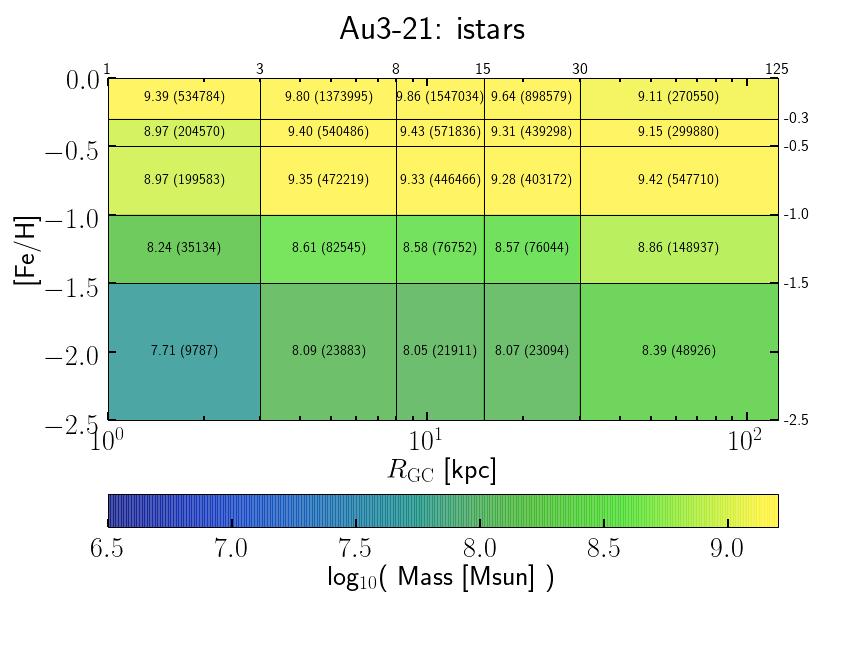 Au3-21: istars
1 3 8 15 30 125
0.0
9.39 (534784) 9.80 (1373995) 9.86 (1547034) 9.64 (898579) 9.11 (270550)
-0.3
8.97 (204570) 9.40 (540486) 9.43 (571836) 9.31 (439298) 9.15 (299880)
−0.5 -0.5
8.97 (199583) 9.35 (472219) 9.33 (446466) 9.28 (403172) 9.42 (547710)
−1.0 -1.0
[Fe/H]
8.24 (35134) 8.61 (82545) 8.58 (76752) 8.57 (76044) 8.86 (148937)
−1.5 -1.5
7.71 (9787) 8.09 (23883) 8.05 (21911) 8.07 (23094) 8.39 (48926)
−2.0
−2.5 -2.5
10⁰ 10¹ 10²
R_GC [kpc]
6.5 7.0 7.5 8.0 8.5 9.0
log₁₀( Mass [Msun] )